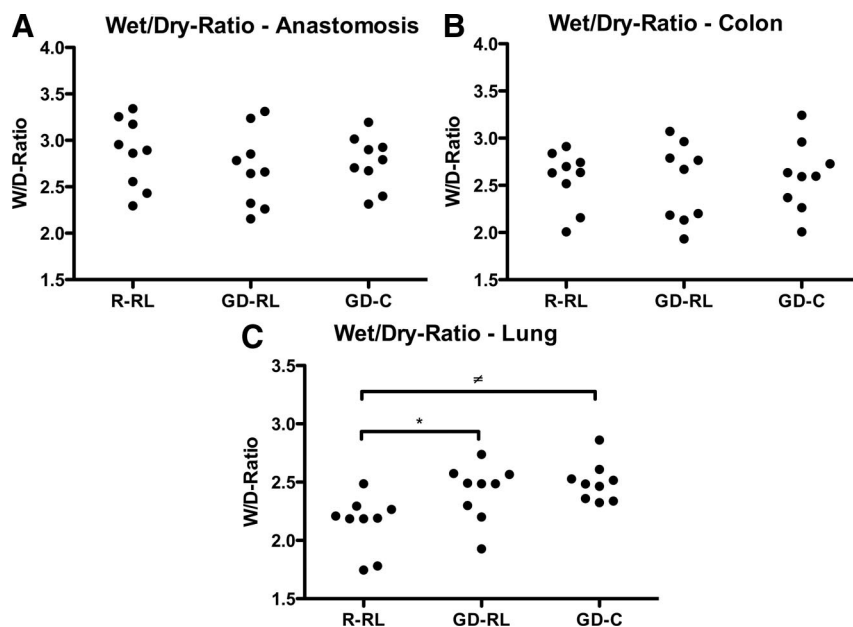 A
Wet/Dry-Ratio - Anastomosis
W/D-Ratio
4.0
3.5
3.0
2.5
2.0
1.5
R-RL GD-RL GD-C
B
Wet/Dry-Ratio - Colon
W/D-Ratio
4.0
3.5
3.0
2.5
2.0
1.5
R-RL GD-RL GD-C
C
Wet/Dry-Ratio - Lung
W/D-Ratio
3.5
3.0
2.5
2.0
1.5
≠
*
R-RL GD-RL GD-C